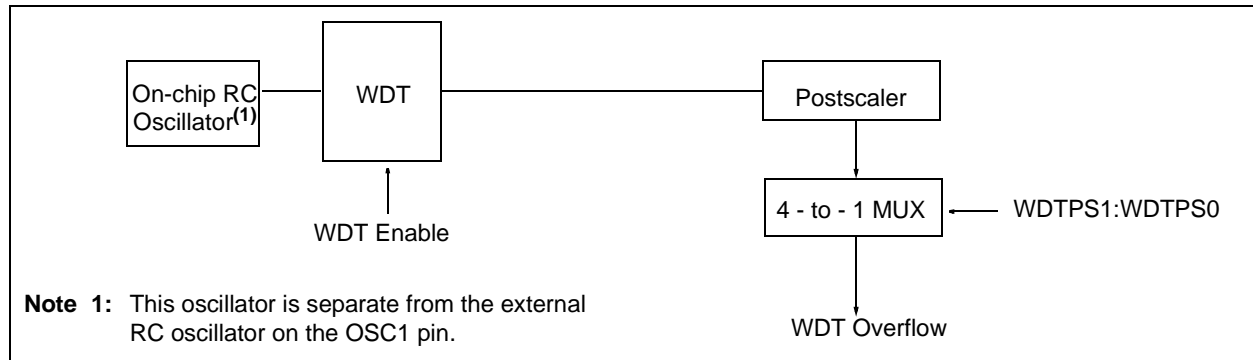 On-chip RC
Oscillator(1)
WDT
Postscaler
4 - to - 1 MUX
WDTPS1:WDTPS0
WDT Enable
WDT Overflow
Note 1: This oscillator is separate from the external
RC oscillator on the OSC1 pin.